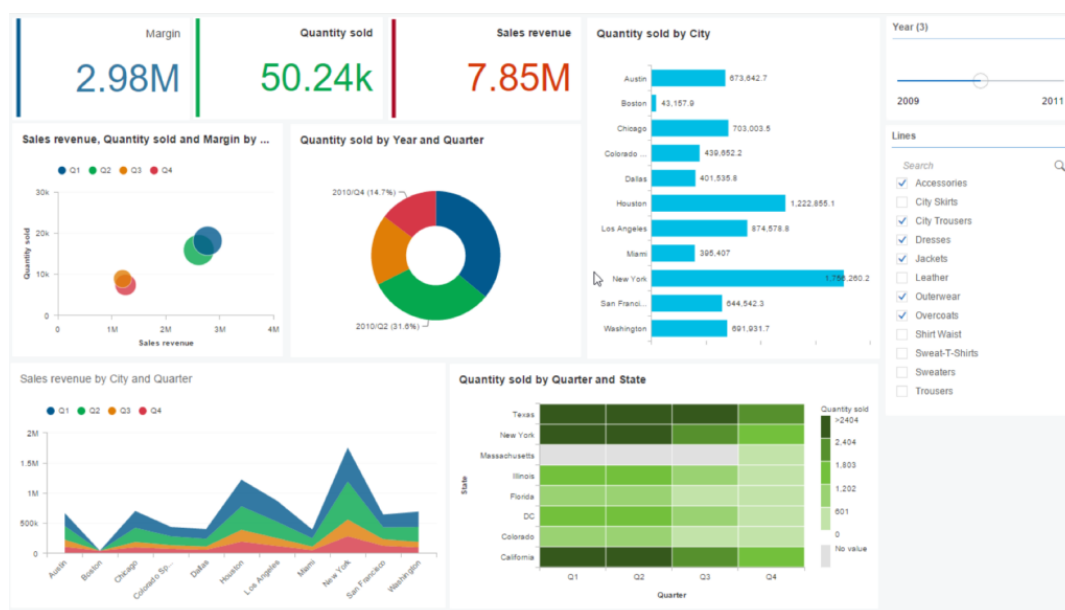 Margin
2.98M
Quantity sold
50.24k
Sales revenue
7.85M
Sales revenue, Quantity sold and Margin by ...
Q1 Q2 Q3 Q4
30k
20k
10k
0
Quantity sold
0 1M 2M 3M 4M
Sales revenue
Quantity sold by Year and Quarter
2010/Q4 (14.7%)
2010/Q2 (31.6%)
Quantity sold by City
Austin 673,642.7
Boston 43,157.9
Chicago 703,003.5
Colorado ... 439,652.2
Dallas 401,535.8
Houston 1,222,855.1
Los Angeles 874,578.8
Miami 395,407
New York 1,756,260.2
San Franci... 644,542.3
Washington 691,931.7
Year (3)
2009 2011
Lines
Search
Accessories
City Skirts
City Trousers
Dresses
Jackets
Leather
Outerwear
Overcoats
Shirt Waist
Sweat-T-Shirts
Sweaters
Trousers
Sales revenue by City and Quarter
Q1 Q2 Q3 Q4
2M
1.5M
1M
500k
0
Austin
Boston
Chicago
Colorado Sp...
Dallas
Houston
Los Angeles
Miami
New York
San Francisco
Washington
Quantity sold by Quarter and State
State
Texas
New York
Massachusetts
Illinois
Florida
DC
Colorado
California
Q1 Q2 Q3 Q4
Quarter
Quantity sold
>2404
2,404
1,803
1,202
601
0
No value